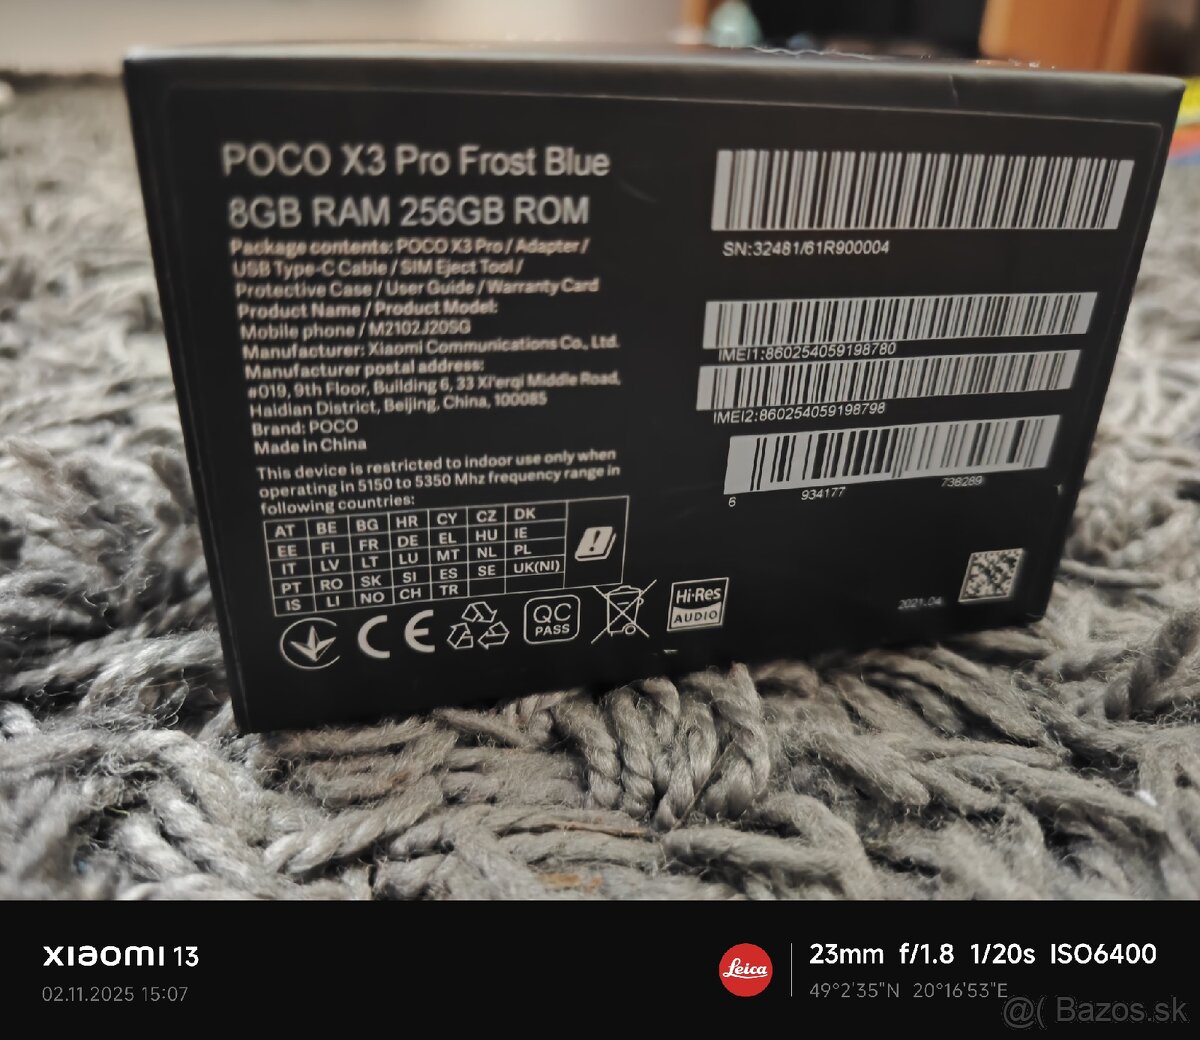 POCO X3 Pro Frost Blue
8GB RAM 256GB ROM
Package contents: POCO X3 Pro / Adapter /
USB Type-C Cable / SIM Eject Tool /
Protective Case / User Guide / Warranty Card
Product Name / Product Model:
Mobile phone / M2102J20SG
Manufacturer: Xiaomi Communications Co., Ltd.
Manufacturer postal address:
#019, 9th Floor, Building 6, 33 Xi'erqi Middle Road,
Haidian District, Beijing, China, 100085
Brand: POCO
Made in China
This device is restricted to indoor use only when
operating in 5150 to 5350 Mhz frequency range in
following countries:
AT BE BG HR CY CZ DK
EE FI FR DE EL HU IE
IT LV LT LU MT NL PL
PT RO SK SI ES SE UK(NI)
IS LI NO CH TR
CE
QC
PASS
Hi-Res
AUDIO
SN:32481/61R900004
IMEI1:860254059198780
IMEI2:860254059198798
6 934177 738289
2021.04
xiaomi 13
02.11.2025 15:07
Leica
23mm f/1.8 1/20s ISO6400
49°2'35"N 20°16'53"E
@( Bazos.sk